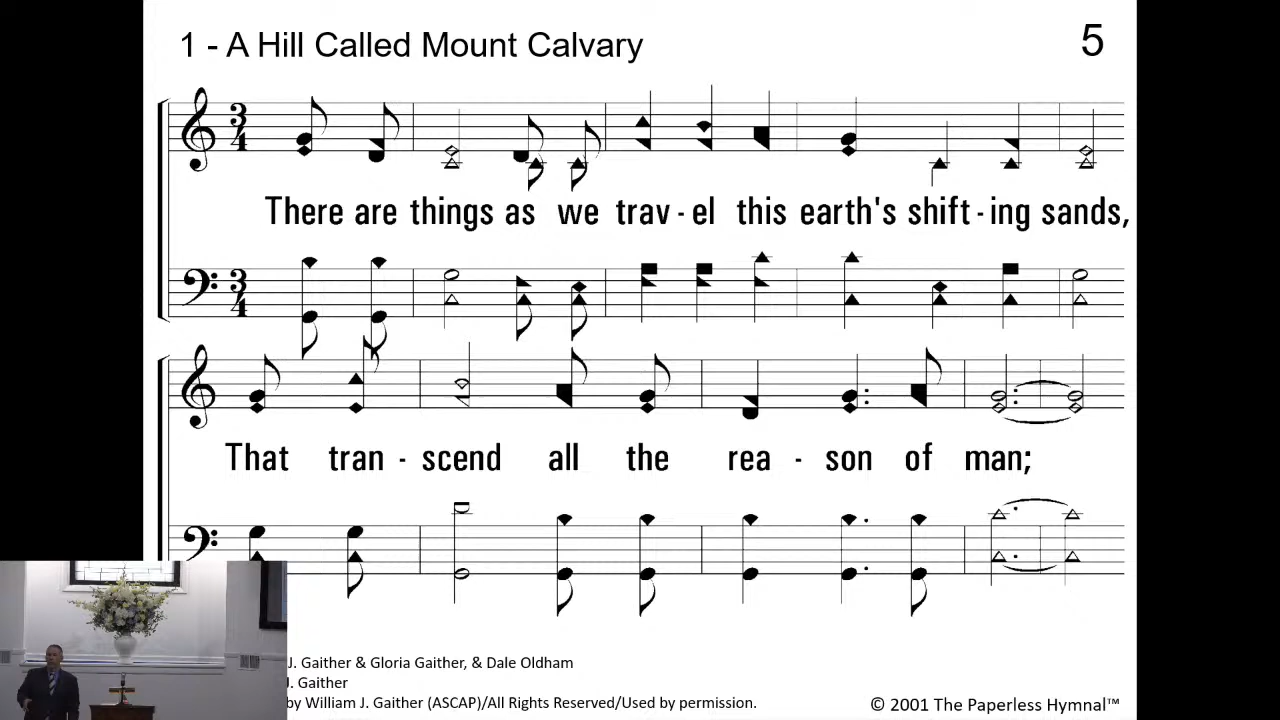 1 - A Hill Called Mount Calvary
5
There are things as we trav - el this earth's shift - ing sands,
That tran - scend all the rea - son of man;
J. Gaither & Gloria Gaither, & Dale Oldham
J. Gaither
by William J. Gaither (ASCAP)/All Rights Reserved/Used by permission.
© 2001 The Paperless Hymnal™